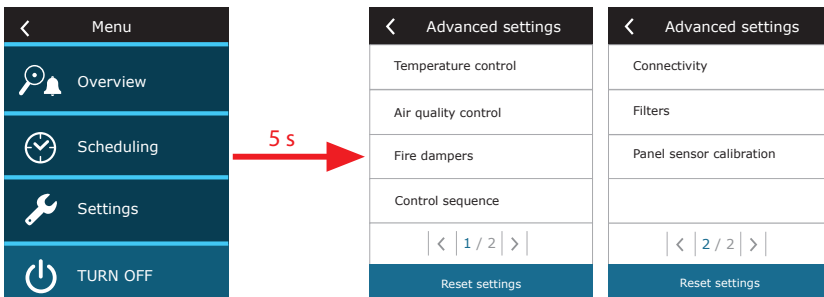 Menu
Overview
Scheduling
Settings
TURN OFF
5 s
Advanced settings
Temperature control
Air quality control
Fire dampers
Control sequence
1 / 2
Reset settings
Advanced settings
Connectivity
Filters
Panel sensor calibration
2 / 2
Reset settings